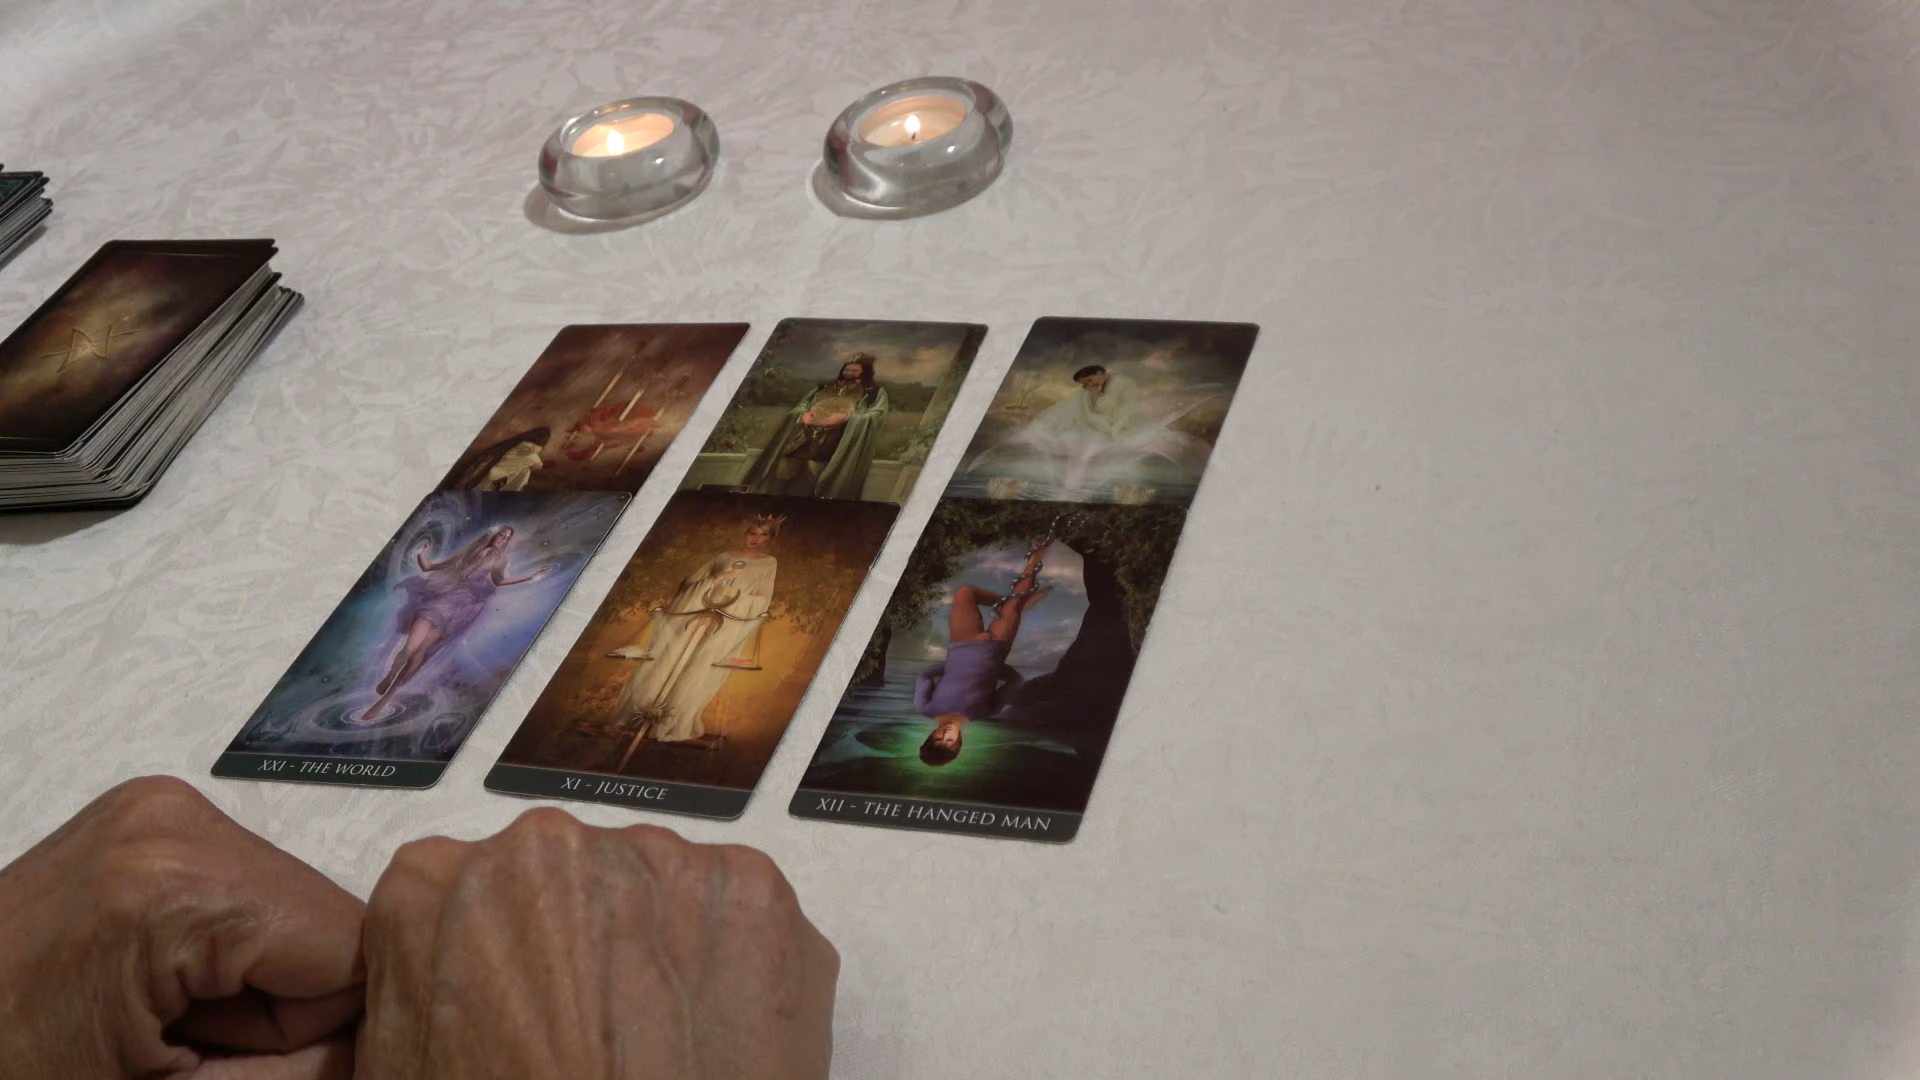 XXI - THE WORLD
XI - JUSTICE
XII - THE HANGED MAN